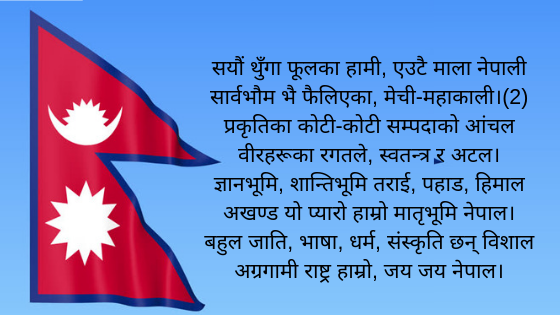 सयौं थुँगा फूलका हामी, एउटै माला नेपाली
सार्वभौम भै फैलिएका, मेची-महाकाली।(2)
प्रकृतिका कोटी-कोटी सम्पदाको आंचल
वीरहरूका रगतले, स्वतन्त्र र अटल।
ज्ञानभूमि, शान्तिभूमि तराई, पहाड, हिमाल
अखण्ड यो प्यारो हाम्रो मातृभूमि नेपाल।
बहुल जाति, भाषा, धर्म, संस्कृति छन् विशाल
अग्रगामी राष्ट्र हाम्रो, जय जय नेपाल।